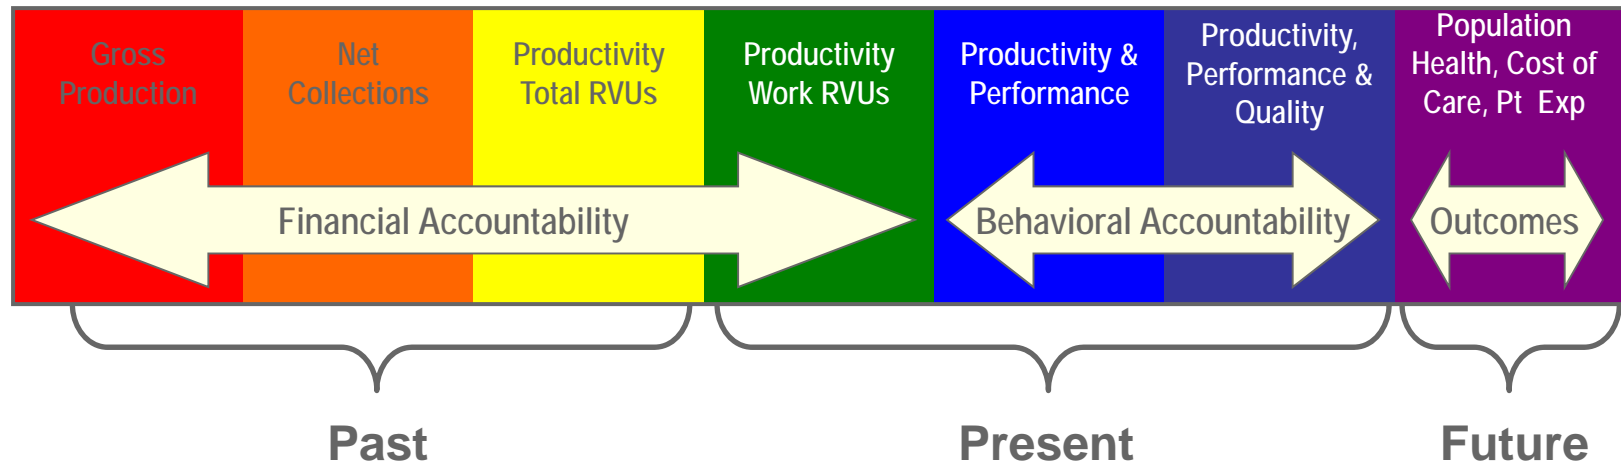 Gross
Production
Net
Collections
Productivity
Total RVUs
Productivity
Work RVUs
Productivity &
Performance
Productivity,
Performance &
Quality
Population
Health, Cost of
Care, Pt Exp
Financial Accountability
Behavioral Accountability
Outcomes
Past
Present
Future